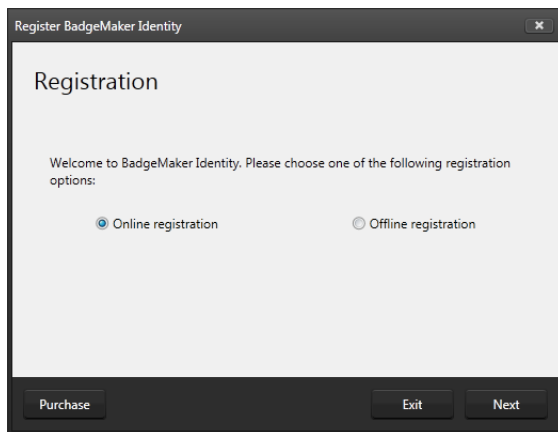 Register BadgeMaker Identity
Registration
Welcome to BadgeMaker Identity. Please choose one of the following registration
options:
Online registration
Offline registration
Purchase
Exit
Next